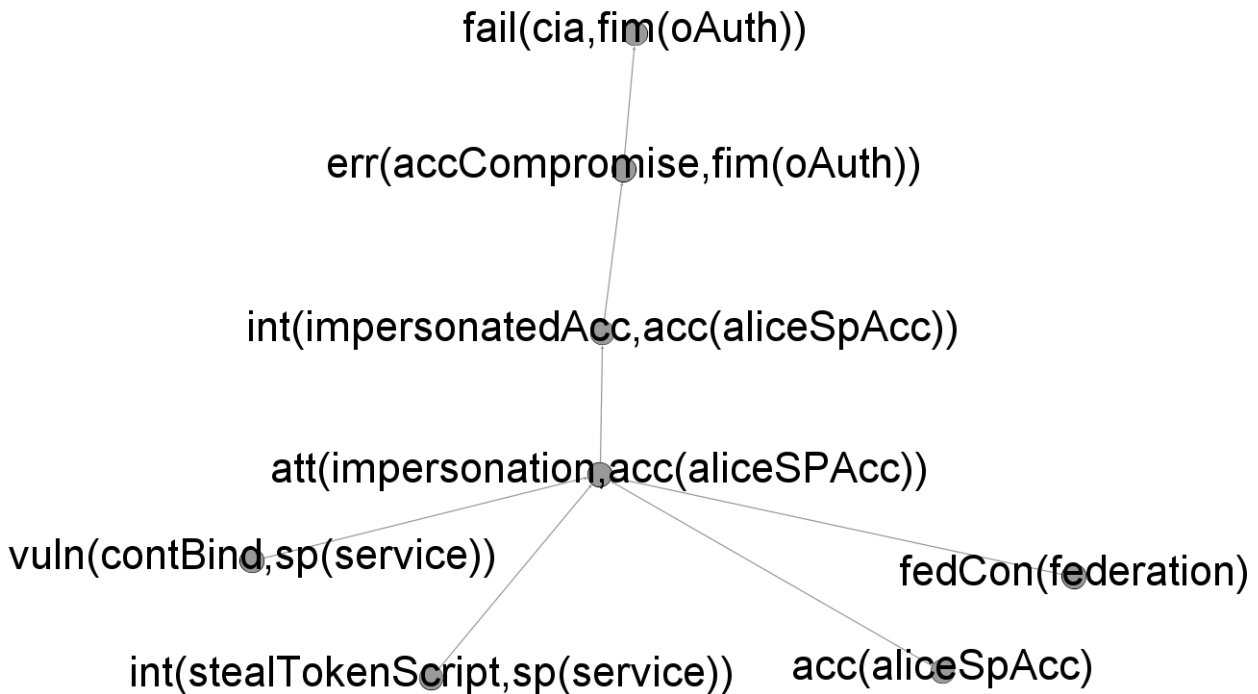 fail(cia,fim(oAuth))
err(accCompromise,fim(oAuth))
int(impersonatedAcc,acc(aliceSpAcc))
att(impersonation,acc(aliceSPAcc))
vuln(contBind,sp(service))
fedCon(federation)
int(stealTokenScript,sp(service))
acc(aliceSpAcc)